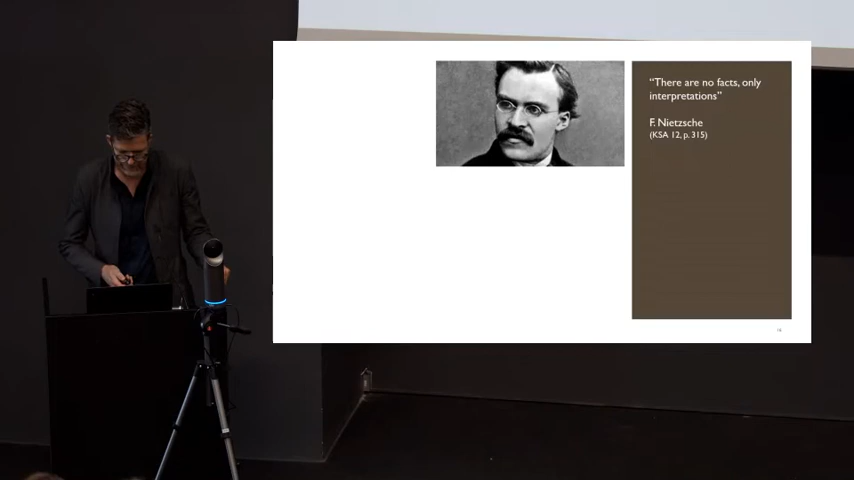 “There are no facts, only
interpretations”
F. Nietzsche
(KSA 12, p. 315)